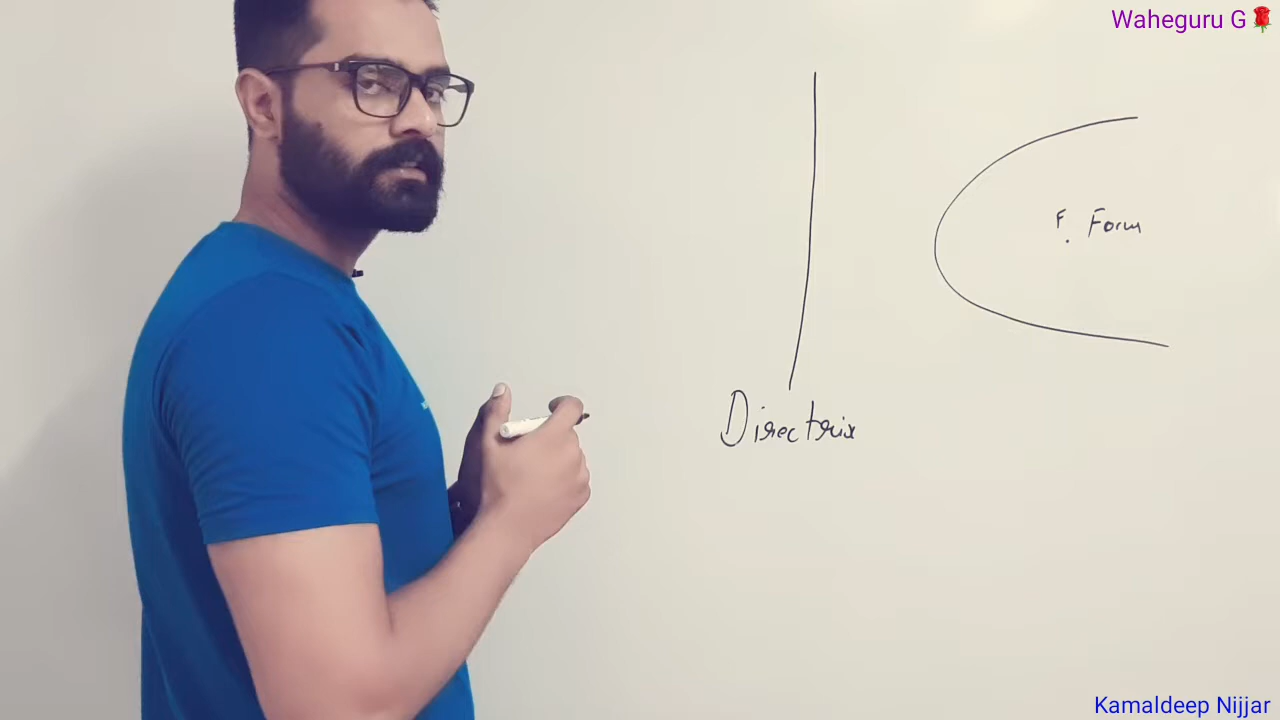 Waheguru G🌹
F
Form
Directrix
Kamaldeep Nijjar